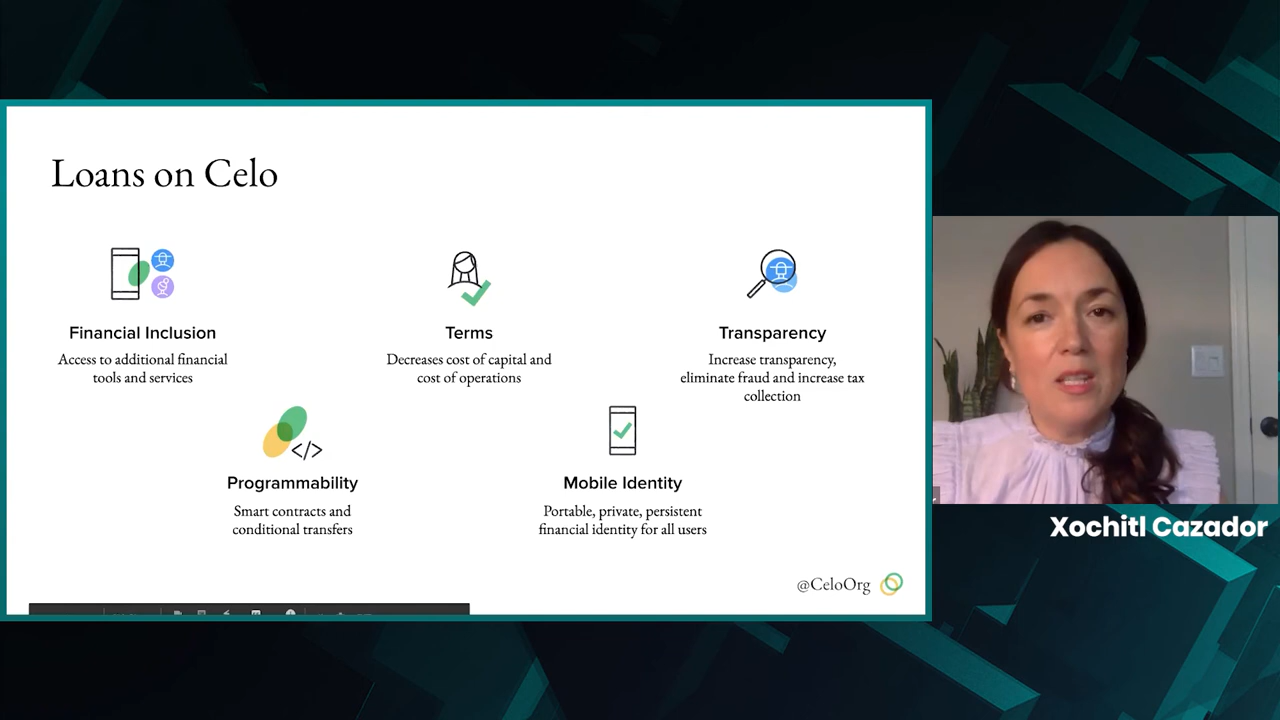 Loans on Celo
Financial Inclusion
Access to additional financial
tools and services
Terms
Decreases cost of capital and
cost of operations
Transparency
Increase transparency,
eliminate fraud and increase tax
collection
</>
Programmability
Smart contracts and
conditional transfers
Mobile Identity
Portable, private, persistent
financial identity for all users
@CeloOrg
Xochitl Cazador